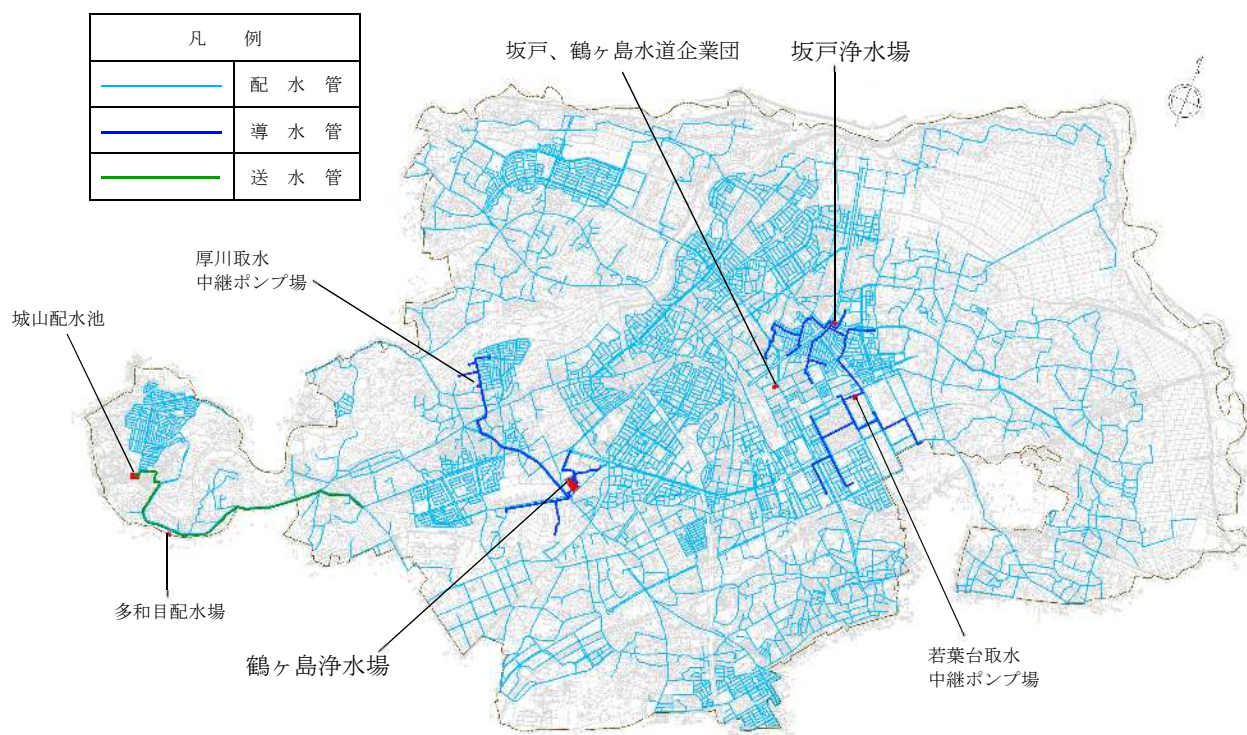 凡 例
配 水 管
導 水 管
送 水 管
坂戸、鶴ヶ島水道企業団
坂戸浄水場
厚川取水
中継ポンプ場
城山配水池
多和目配水場
鶴ヶ島浄水場
若葉台取水
中継ポンプ場